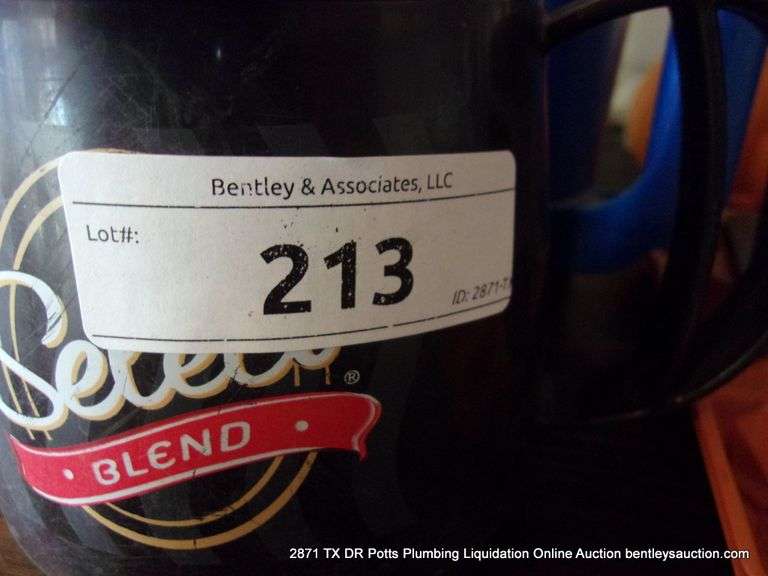 Bentley & Associates, LLC
Lot#:
213
ID: 2871-TX
Select
®
BLEND
2871 TX DR Potts Plumbing Liquidation Online Auction bentleysauction.com